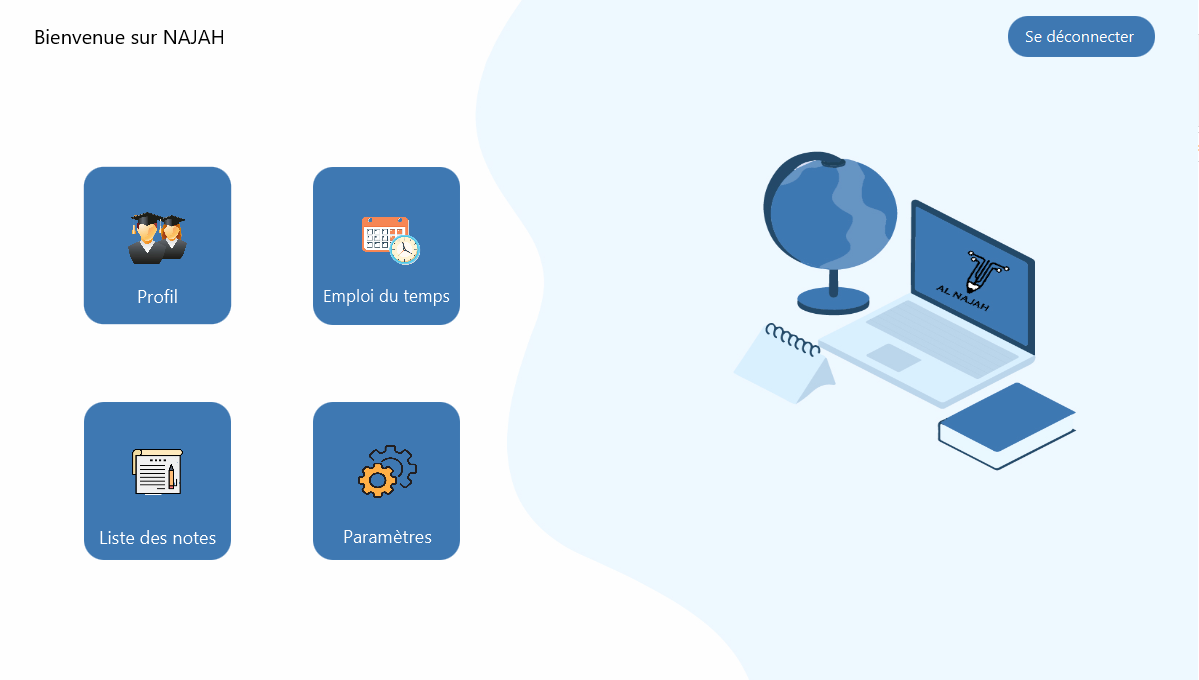 Bienvenue sur NAJAH
Se déconnecter
Profil
Emploi du temps
AL NAJAH
Liste des notes
Paramètres